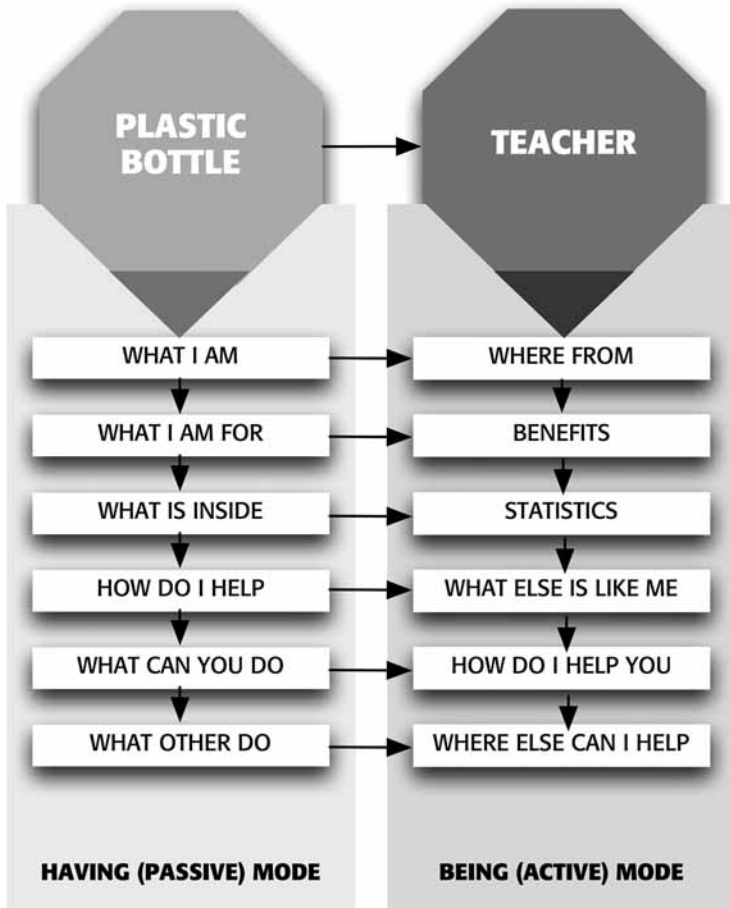 PLASTIC
BOTTLE
TEACHER
WHAT I AM
WHERE FROM
WHAT I AM FOR
BENEFITS
WHAT IS INSIDE
STATISTICS
HOW DO I HELP
WHAT ELSE IS LIKE ME
WHAT CAN YOU DO
HOW DO I HELP YOU
WHAT OTHER DO
WHERE ELSE CAN I HELP
HAVING (PASSIVE) MODE
BEING (ACTIVE) MODE